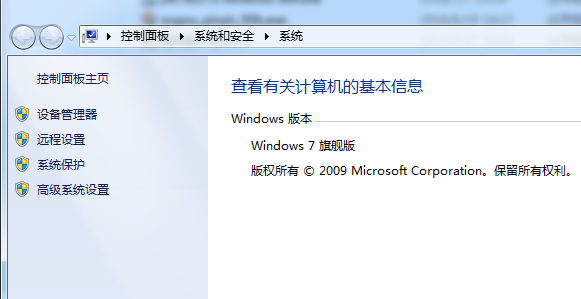 控制面板 ▸ 系统和安全 ▸ 系统
控制面板主页
设备管理器
远程设置
系统保护
高级系统设置
查看有关计算机的基本信息
Windows 版本
Windows 7 旗舰版
版权所有 © 2009 Microsoft Corporation。保留所有权利。